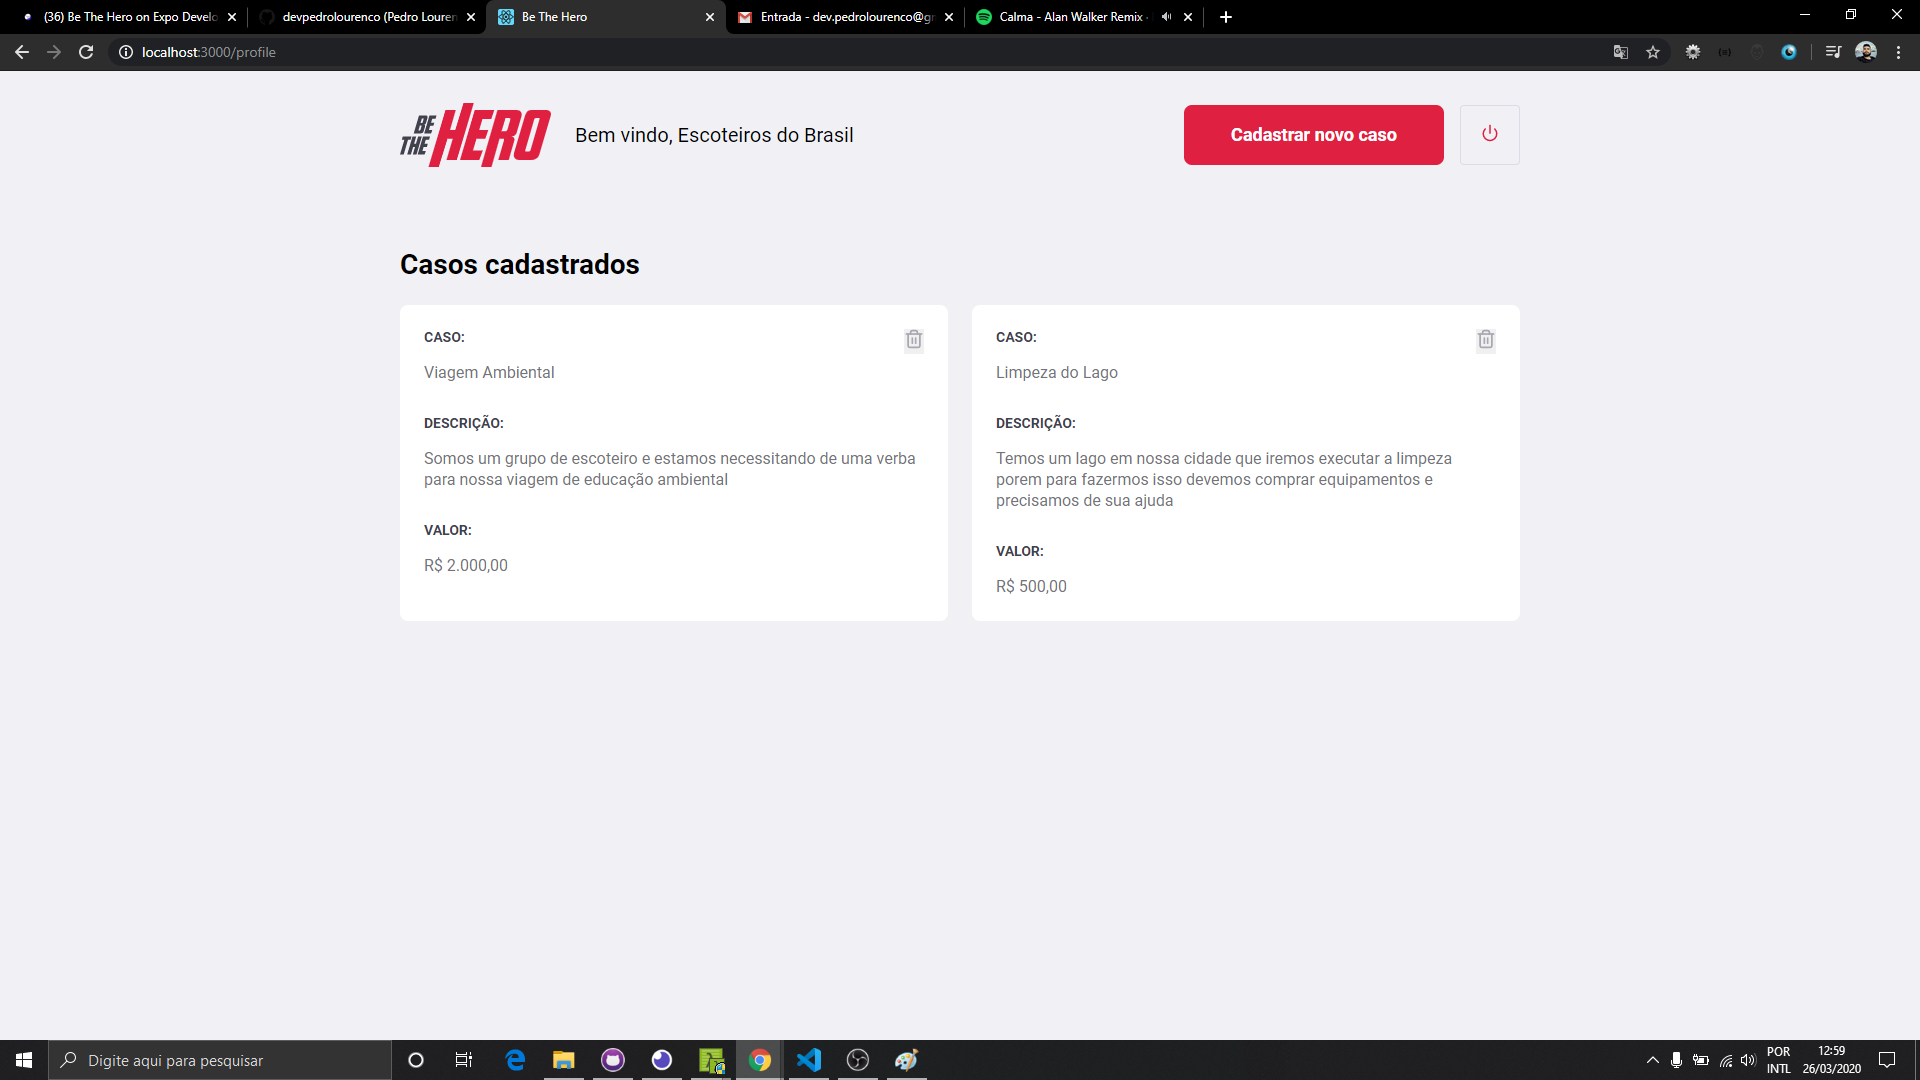 (36) Be The Hero on Expo Develo
devpedrolourenco (Pedro Louren
Be The Hero
Entrada - dev.pedrolourenco@g
Calma - Alan Walker Remix
localhost:3000/profile
BE THE HERO
Bem vindo, Escoteiros do Brasil
Cadastrar novo caso
Casos cadastrados
CASO:
Viagem Ambiental
DESCRIÇÃO:
Somos um grupo de escoteiro e estamos necessitando de uma verba
para nossa viagem de educação ambiental
VALOR:
R$ 2.000,00
CASO:
Limpeza do Lago
DESCRIÇÃO:
Temos um lago em nossa cidade que iremos executar a limpeza
porem para fazermos isso devemos comprar equipamentos e
precisamos de sua ajuda
VALOR:
R$ 500,00
Digite aqui para pesquisar
POR
INTL
12:59
26/03/2020